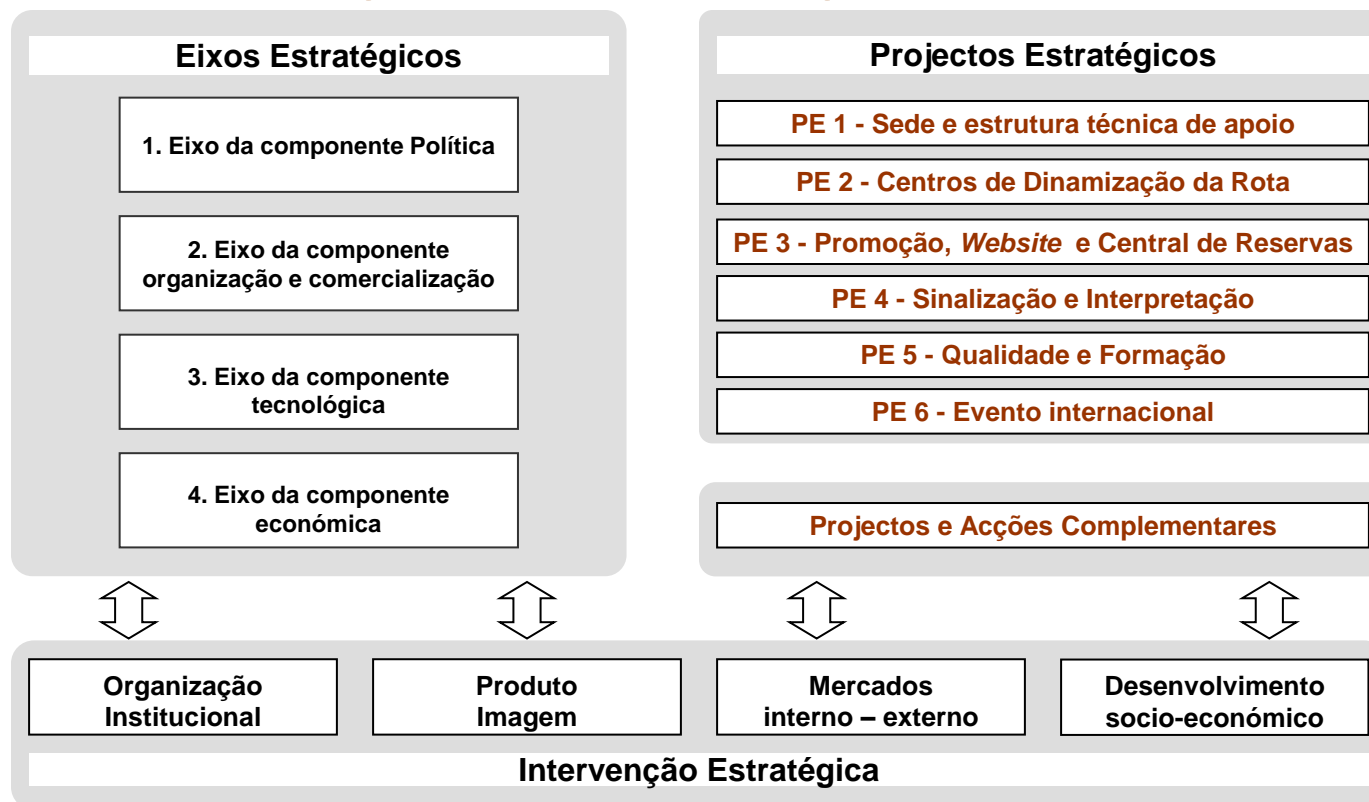 Eixos Estratégicos
1. Eixo da componente Política
2. Eixo da componente
organização e comercialização
3. Eixo da componente
tecnológica
4. Eixo da componente
económica
Projectos Estratégicos
PE 1 - Sede e estrutura técnica de apoio
PE 2 - Centros de Dinamização da Rota
PE 3 - Promoção, Website e Central de Reservas
PE 4 - Sinalização e Interpretação
PE 5 - Qualidade e Formação
PE 6 - Evento internacional
Projectos e Acções Complementares
Organização
Institucional
Produto
Imagem
Mercados
interno – externo
Desenvolvimento
socio-económico
Intervenção Estratégica